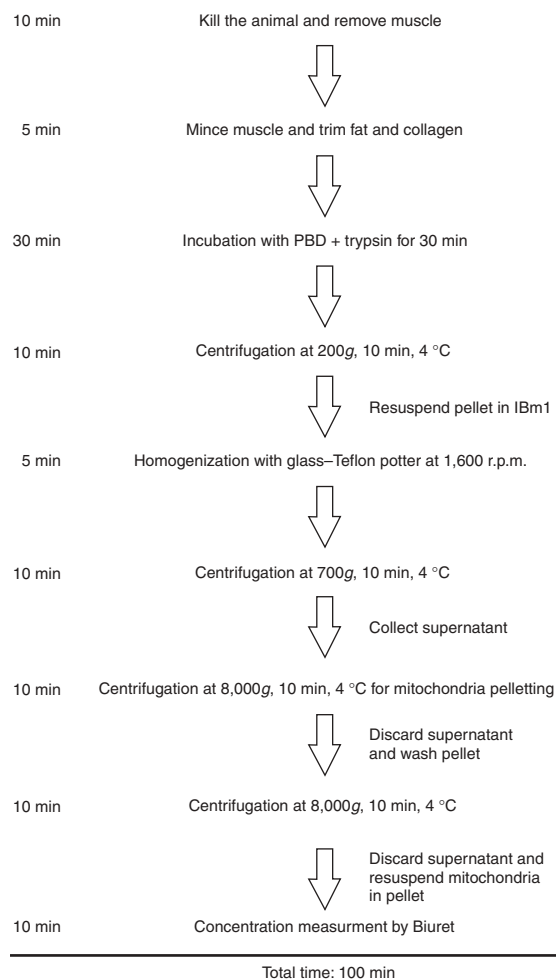 10 min Kill the animal and remove muscle
5 min Mince muscle and trim fat and collagen
30 min Incubation with PBD + trypsin for 30 min
10 min Centrifugation at 200g, 10 min, 4 °C
Resuspend pellet in IBm1
5 min Homogenization with glass–Teflon potter at 1,600 r.p.m.
10 min Centrifugation at 700g, 10 min, 4 °C
Collect supernatant
10 min Centrifugation at 8,000g, 10 min, 4 °C for mitochondria pelletting
Discard supernatant
and wash pellet
10 min Centrifugation at 8,000g, 10 min, 4 °C
Discard supernatant and
resuspend mitochondria
in pellet
10 min Concentration measurment by Biuret
Total time: 100 min